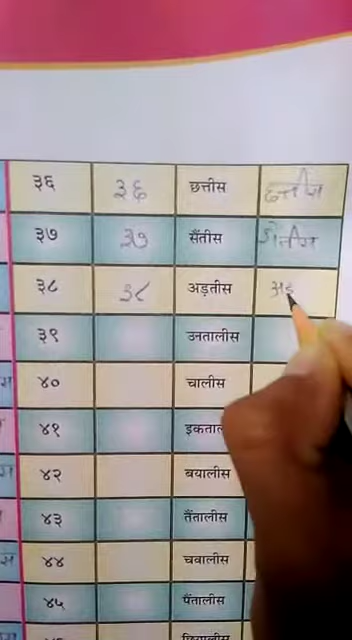 ३६ ३६ छत्तीस छत्तीस
३७ ३७ सैंतीस
३८ ३८ अड़तीस अड़
३९ उनतालीस
४० चालीस
४१
४२ बयालीस
४३ तैंतालीस
४४ चवालीस
४५ पैंतालीस